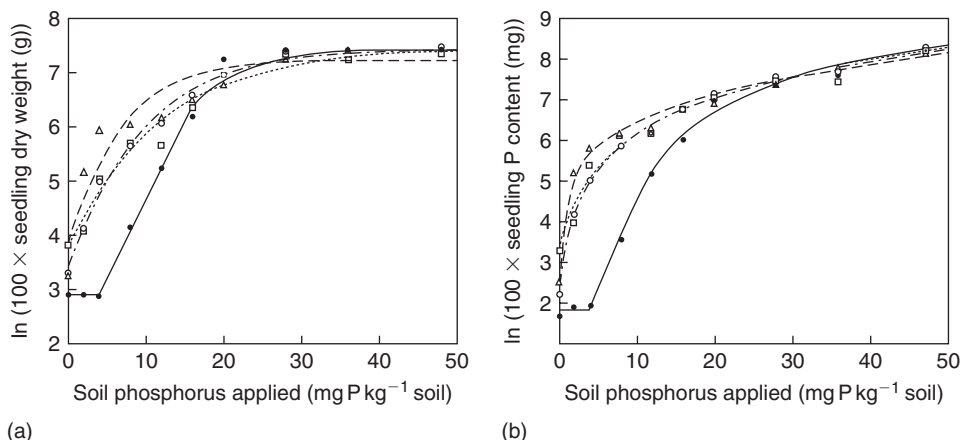 ln (100 × seedling dry weight (g))
8
7
6
5
4
3
2
0 10 20 30 40 50
Soil phosphorus applied (mg P kg⁻¹ soil)
(a)
ln (100 × seedling P content (mg))
9
8
7
6
5
4
3
2
0 10 20 30 40 50
Soil phosphorus applied (mg P kg⁻¹ soil)
(b)